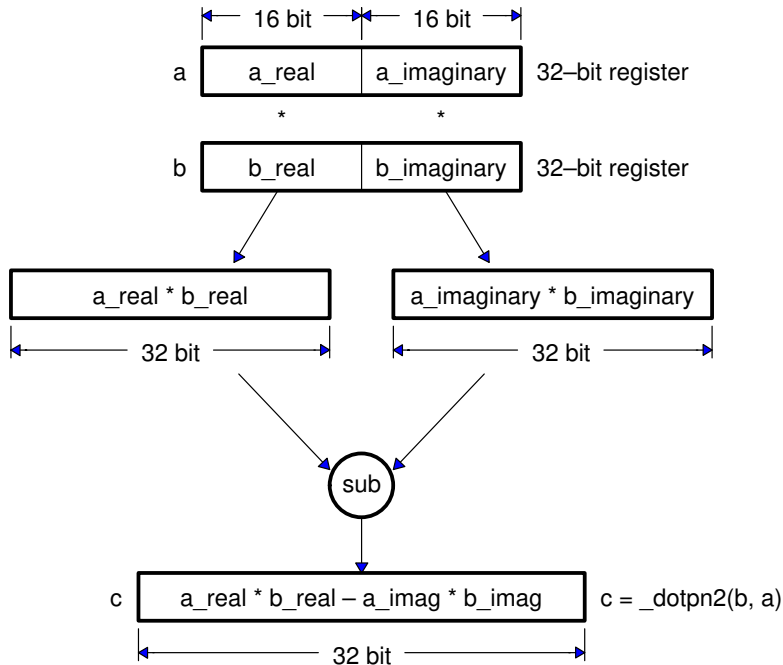 16 bit 16 bit
a a_real a_imaginary 32–bit register
* *
b b_real b_imaginary 32–bit register
a_real * b_real a_imaginary * b_imaginary
32 bit 32 bit
sub
c a_real * b_real – a_imag * b_imag c = _dotpn2(b, a)
32 bit